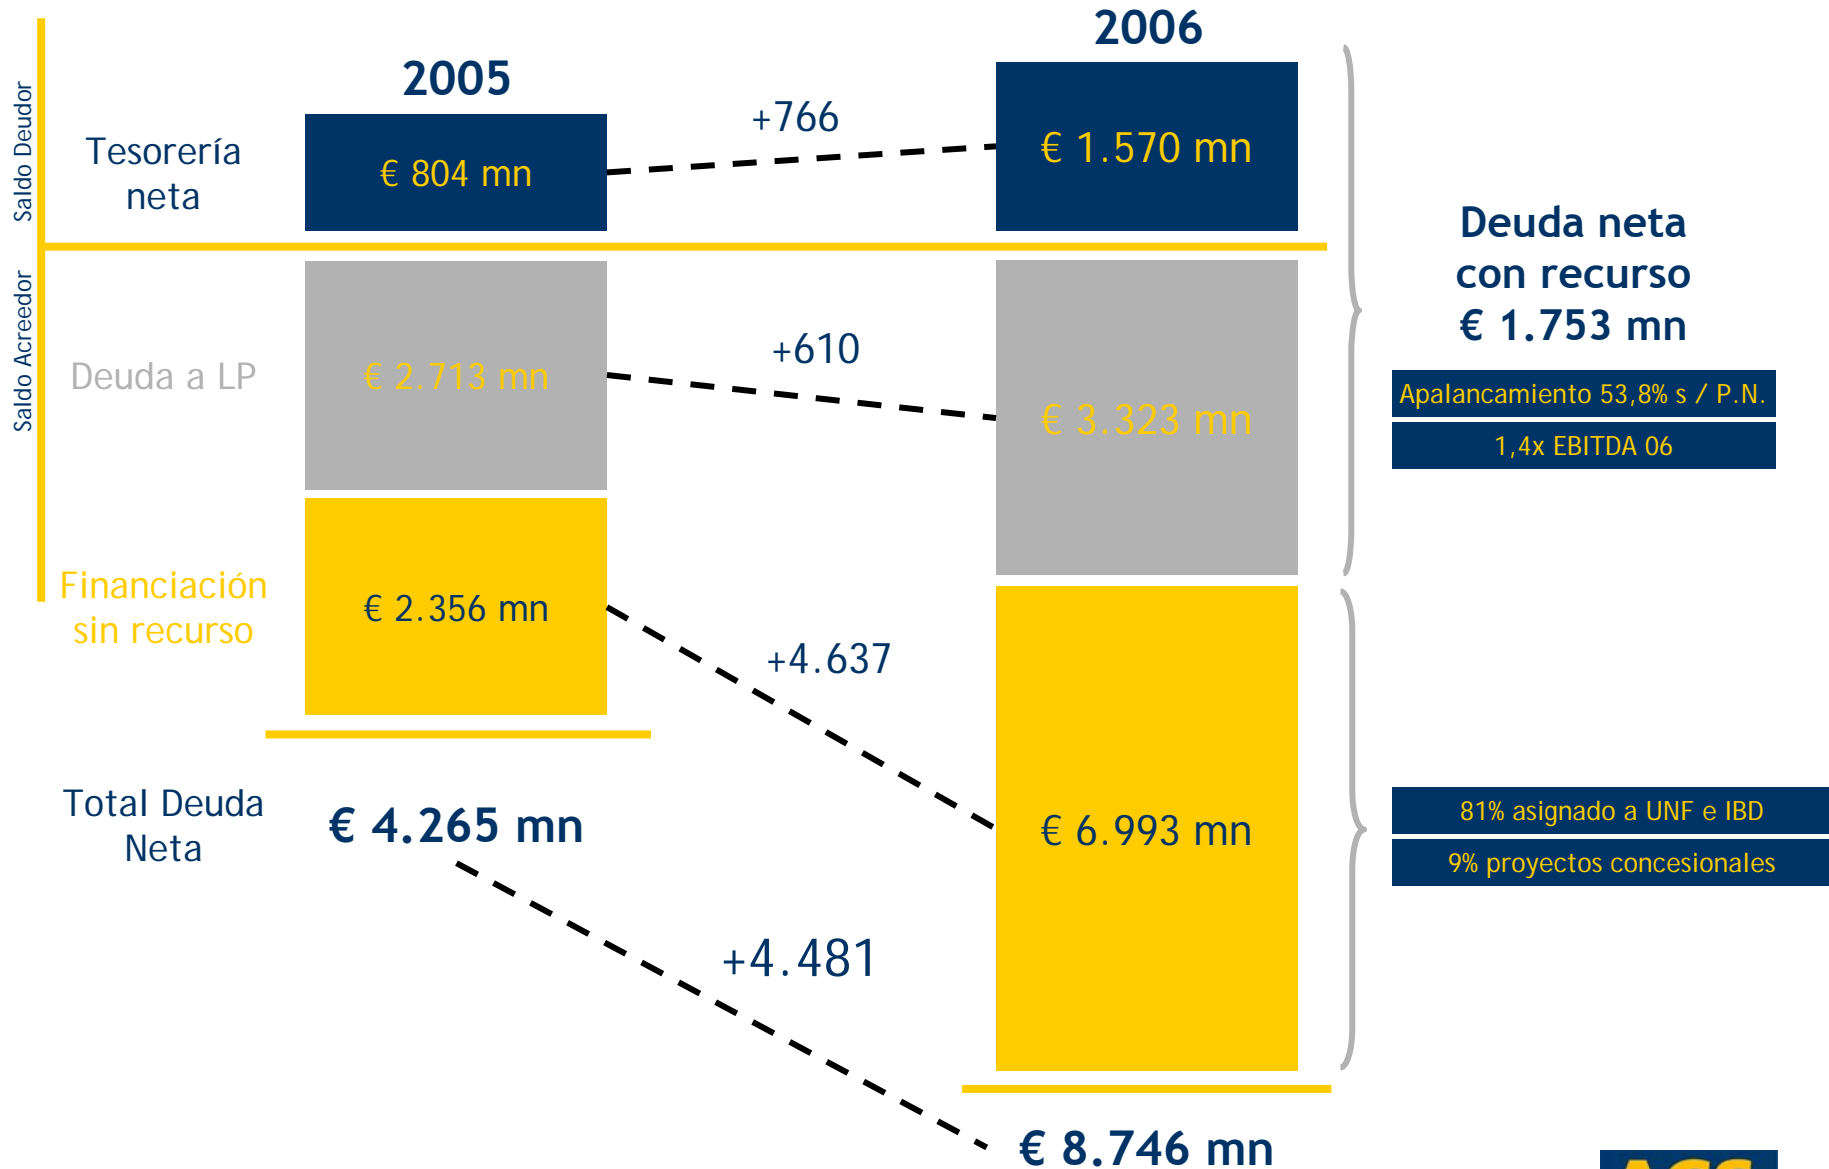 2005
2006
Saldo Deudor
Tesorería
neta
€ 804 mn
+766
€ 1.570 mn
Saldo Acreedor
Deuda a LP
€ 2.713 mn
+610
€ 3.323 mn
Deuda neta
con recurso
€ 1.753 mn
Apalancamiento 53,8% s / P.N.
1,4x EBITDA 06
Financiación
sin recurso
€ 2.356 mn
+4.637
€ 6.993 mn
81% asignado a UNF e IBD
9% proyectos concesionales
Total Deuda
Neta
€ 4.265 mn
+4.481
€ 8.746 mn
ACS